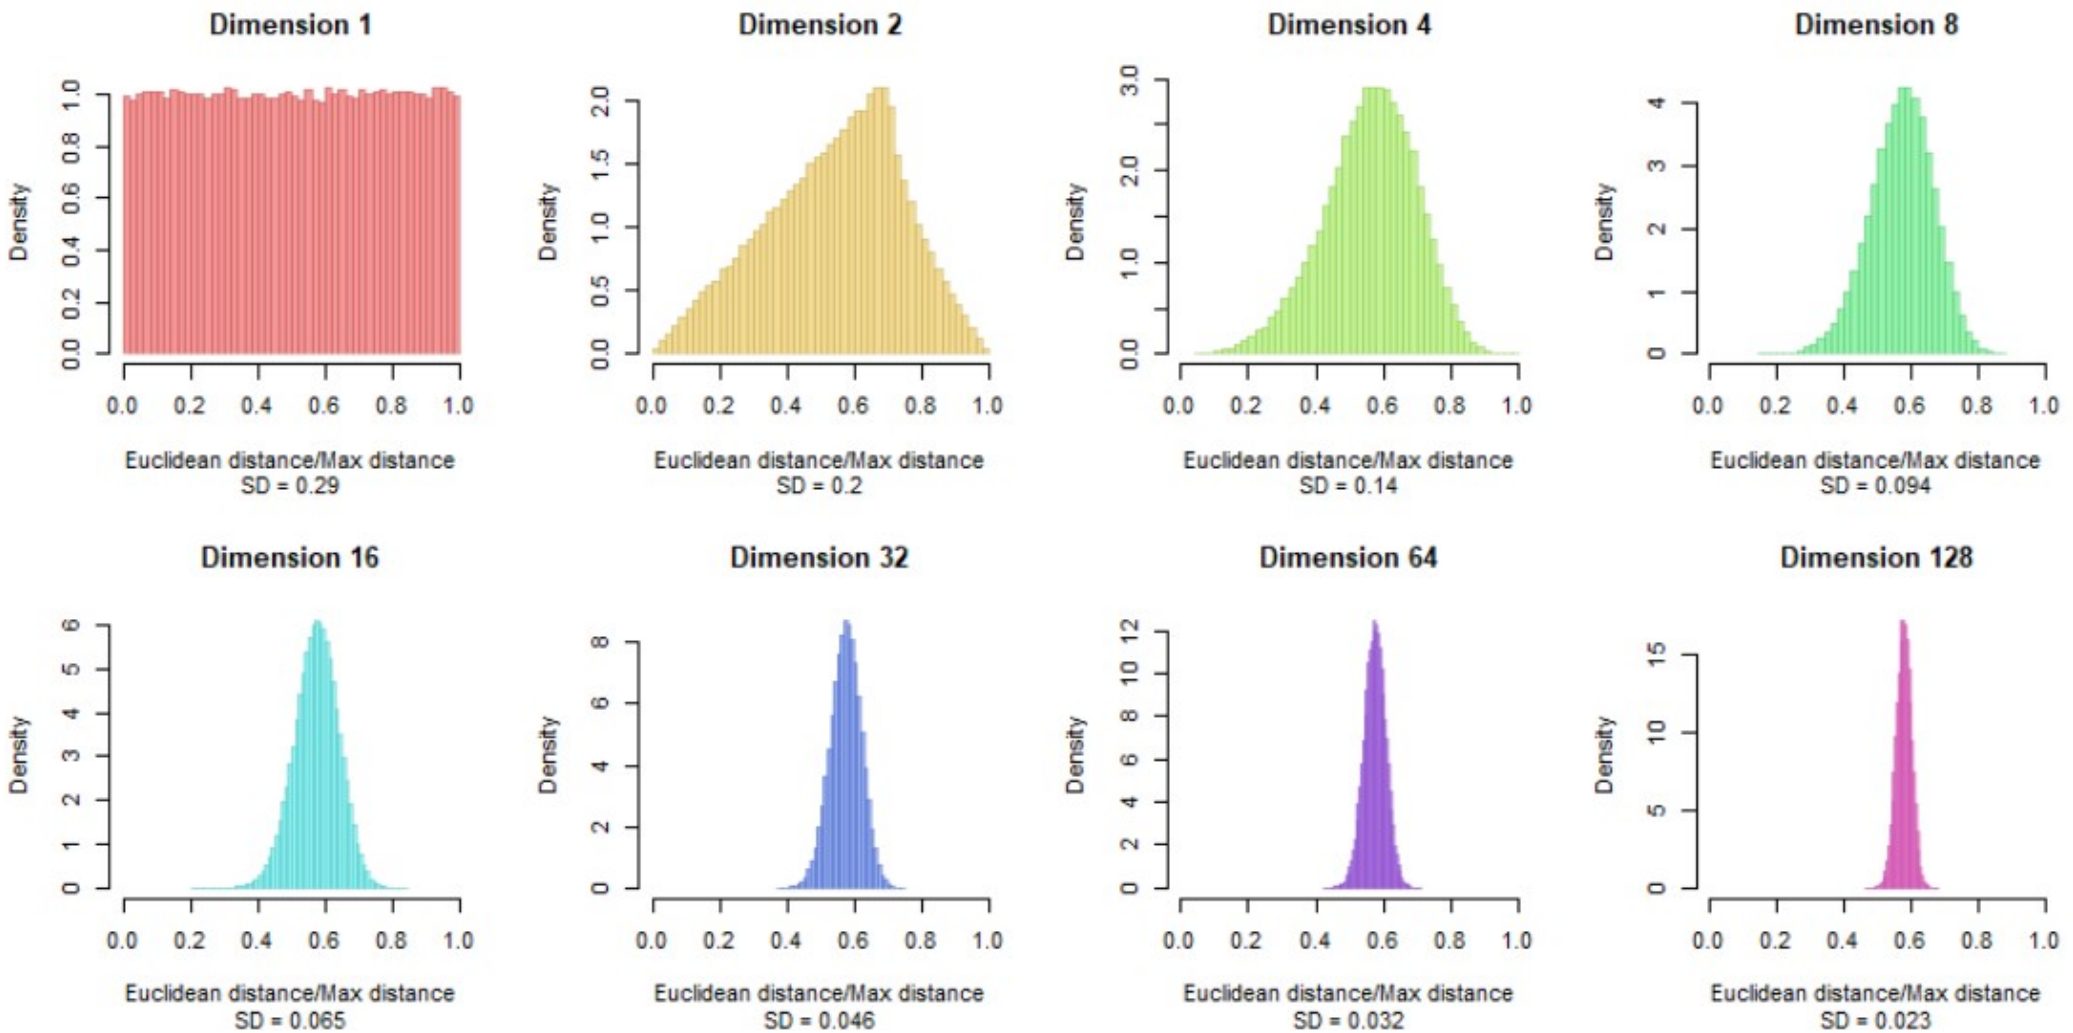 Dimension 1
Density
0.0 0.2 0.4 0.6 0.8 1.0
0.0 0.2 0.4 0.6 0.8 1.0
Euclidean distance/Max distance
SD = 0.29
Dimension 2
Density
0.0 0.5 1.0 1.5 2.0
0.0 0.2 0.4 0.6 0.8 1.0
Euclidean distance/Max distance
SD = 0.2
Dimension 4
Density
0.0 1.0 2.0 3.0
0.0 0.2 0.4 0.6 0.8 1.0
Euclidean distance/Max distance
SD = 0.14
Dimension 8
Density
0 1 2 3 4
0.0 0.2 0.4 0.6 0.8 1.0
Euclidean distance/Max distance
SD = 0.094
Dimension 16
Density
0 1 2 3 4 5 6
0.0 0.2 0.4 0.6 0.8 1.0
Euclidean distance/Max distance
SD = 0.065
Dimension 32
Density
0 2 4 6 8
0.0 0.2 0.4 0.6 0.8 1.0
Euclidean distance/Max distance
SD = 0.046
Dimension 64
Density
0 2 4 6 8 10 12
0.0 0.2 0.4 0.6 0.8 1.0
Euclidean distance/Max distance
SD = 0.032
Dimension 128
Density
0 5 10 15
0.0 0.2 0.4 0.6 0.8 1.0
Euclidean distance/Max distance
SD = 0.023